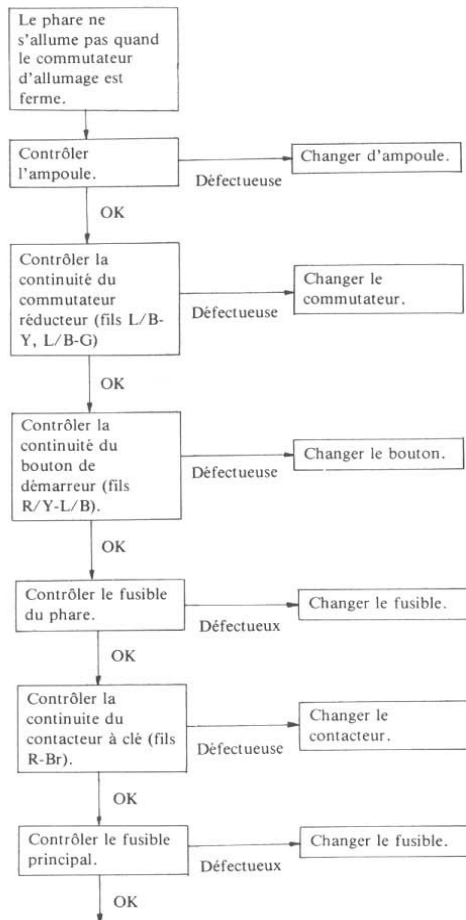 Le phare ne
s'allume pas quand
le commutateur
d'allumage est
ferme.
Contrôler
l'ampoule.
Défectueuse
Changer d'ampoule.
OK
Contrôler la
continuité du
commutateur
réducteur (fils L/B-
Y, L/B-G)
Défectueuse
Changer le
commutateur.
OK
Contrôler la
continuité du
bouton de
démarreur (fils
R/Y-L/B).
Défectueuse
Changer le bouton.
OK
Contrôler le fusible
du phare.
Défectueux
Changer le fusible.
OK
Contrôler la
continuite du
contacteur à clé (fils
R-Br).
Défectueuse
Changer le
contacteur.
OK
Contrôler le fusible
principal.
Défectueux
Changer le fusible.
OK